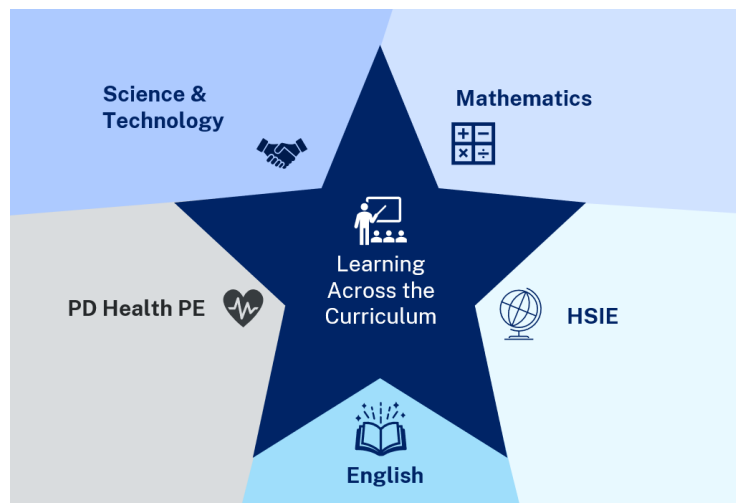 Science &
Technology
Mathematics
Learning
Across the
Curriculum
PD Health PE
HSIE
English